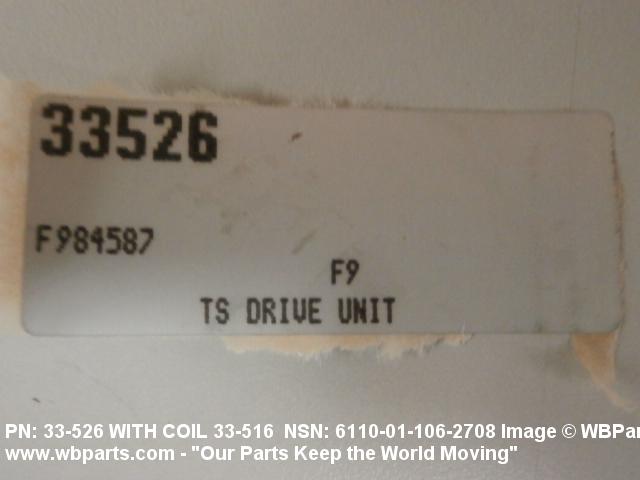 33526
F984587
F9
TS DRIVE UNIT
PN: 33-526 WITH COIL 33-516 NSN: 6110-01-106-2708 Image © WBPar
www.wbparts.com - "Our Parts Keep the World Moving"